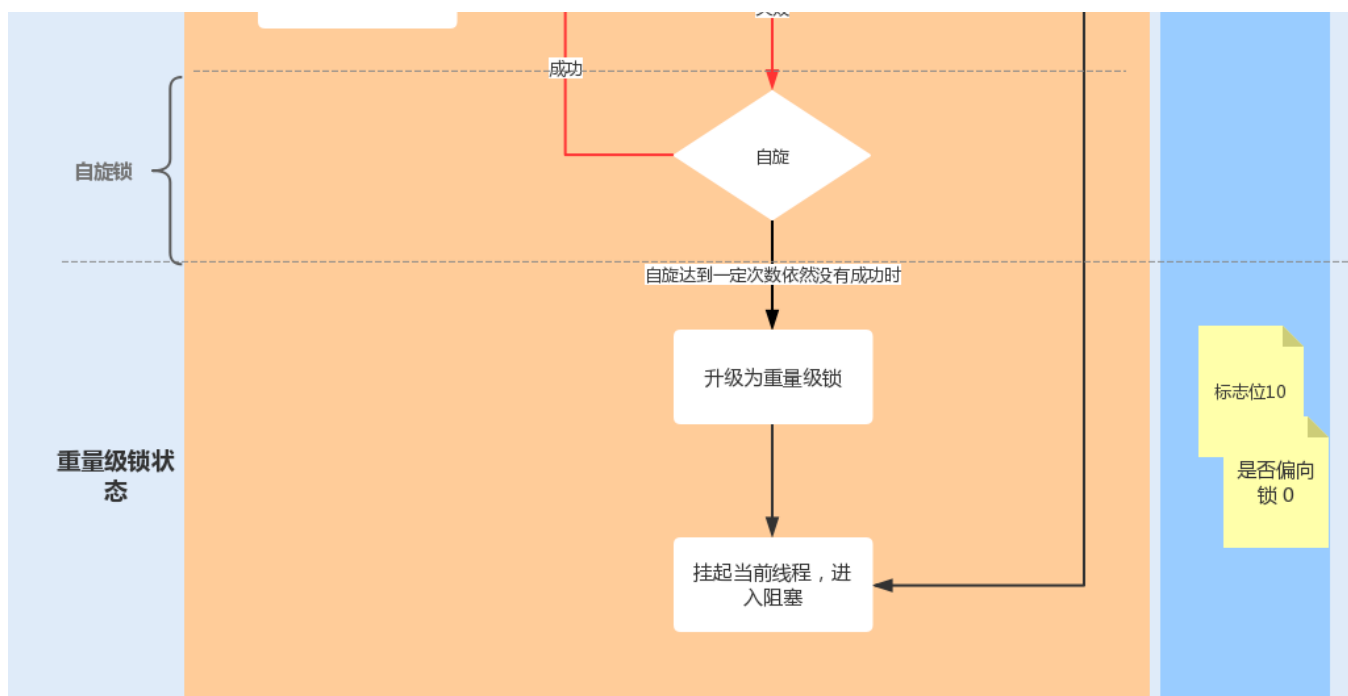 成功
自旋锁
自旋
自旋达到一定次数依然没有成功时
升级为重量级锁
标志位10
重量级锁状
态
是否偏向
锁 0
挂起当前线程，进
入阻塞